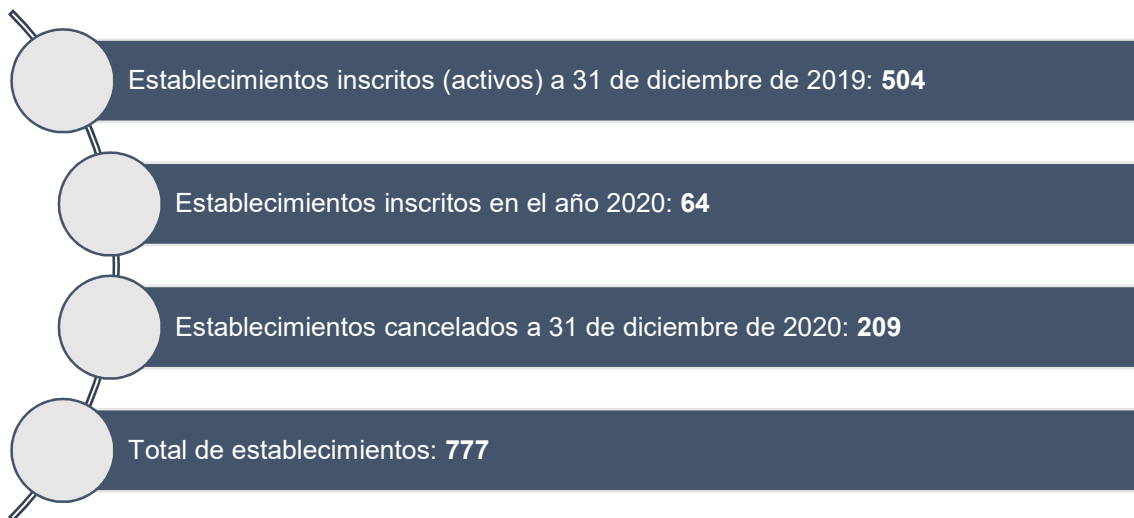 Establecimientos inscritos (activos) a 31 de diciembre de 2019: 504
Establecimientos inscritos en el año 2020: 64
Establecimientos cancelados a 31 de diciembre de 2020: 209
Total de establecimientos: 777